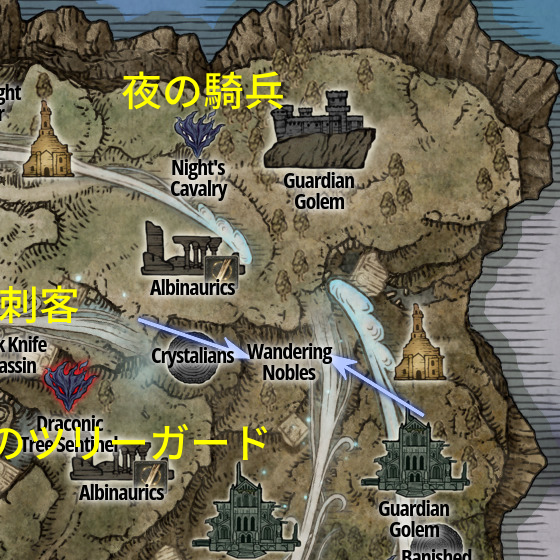 夜の騎兵
ght
r
Night's
Cavalry
Guardian
Golem
Albinaurics
刺客
k Knife
assin
Crystalians
Wandering
Nobles
Draconic
Tree Sentinel
のツリーガード
Albinaurics
Guardian
Golem
Banished